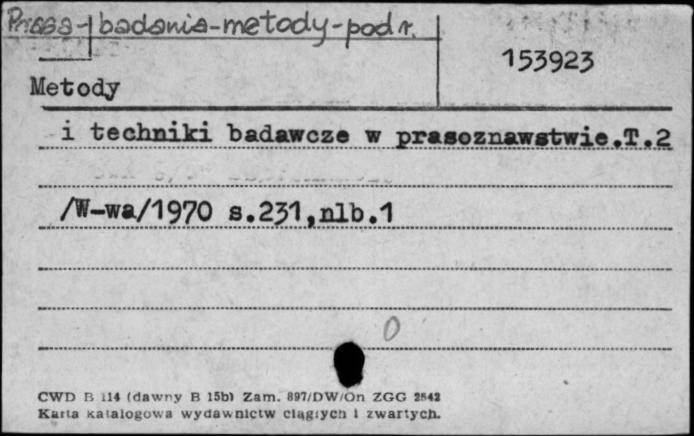 Prasa-badania-metody-podr.
153923
Metody
i techniki badawcze w prasoznawstwie.T.2
/W-wa/1970 s.231,nlb.1
0
CWD B 114 (dawny B 15b) Zam. 897/DW/On ZGG 2842
Karta katalogowa wydawnictw ciągłych i zwartych.